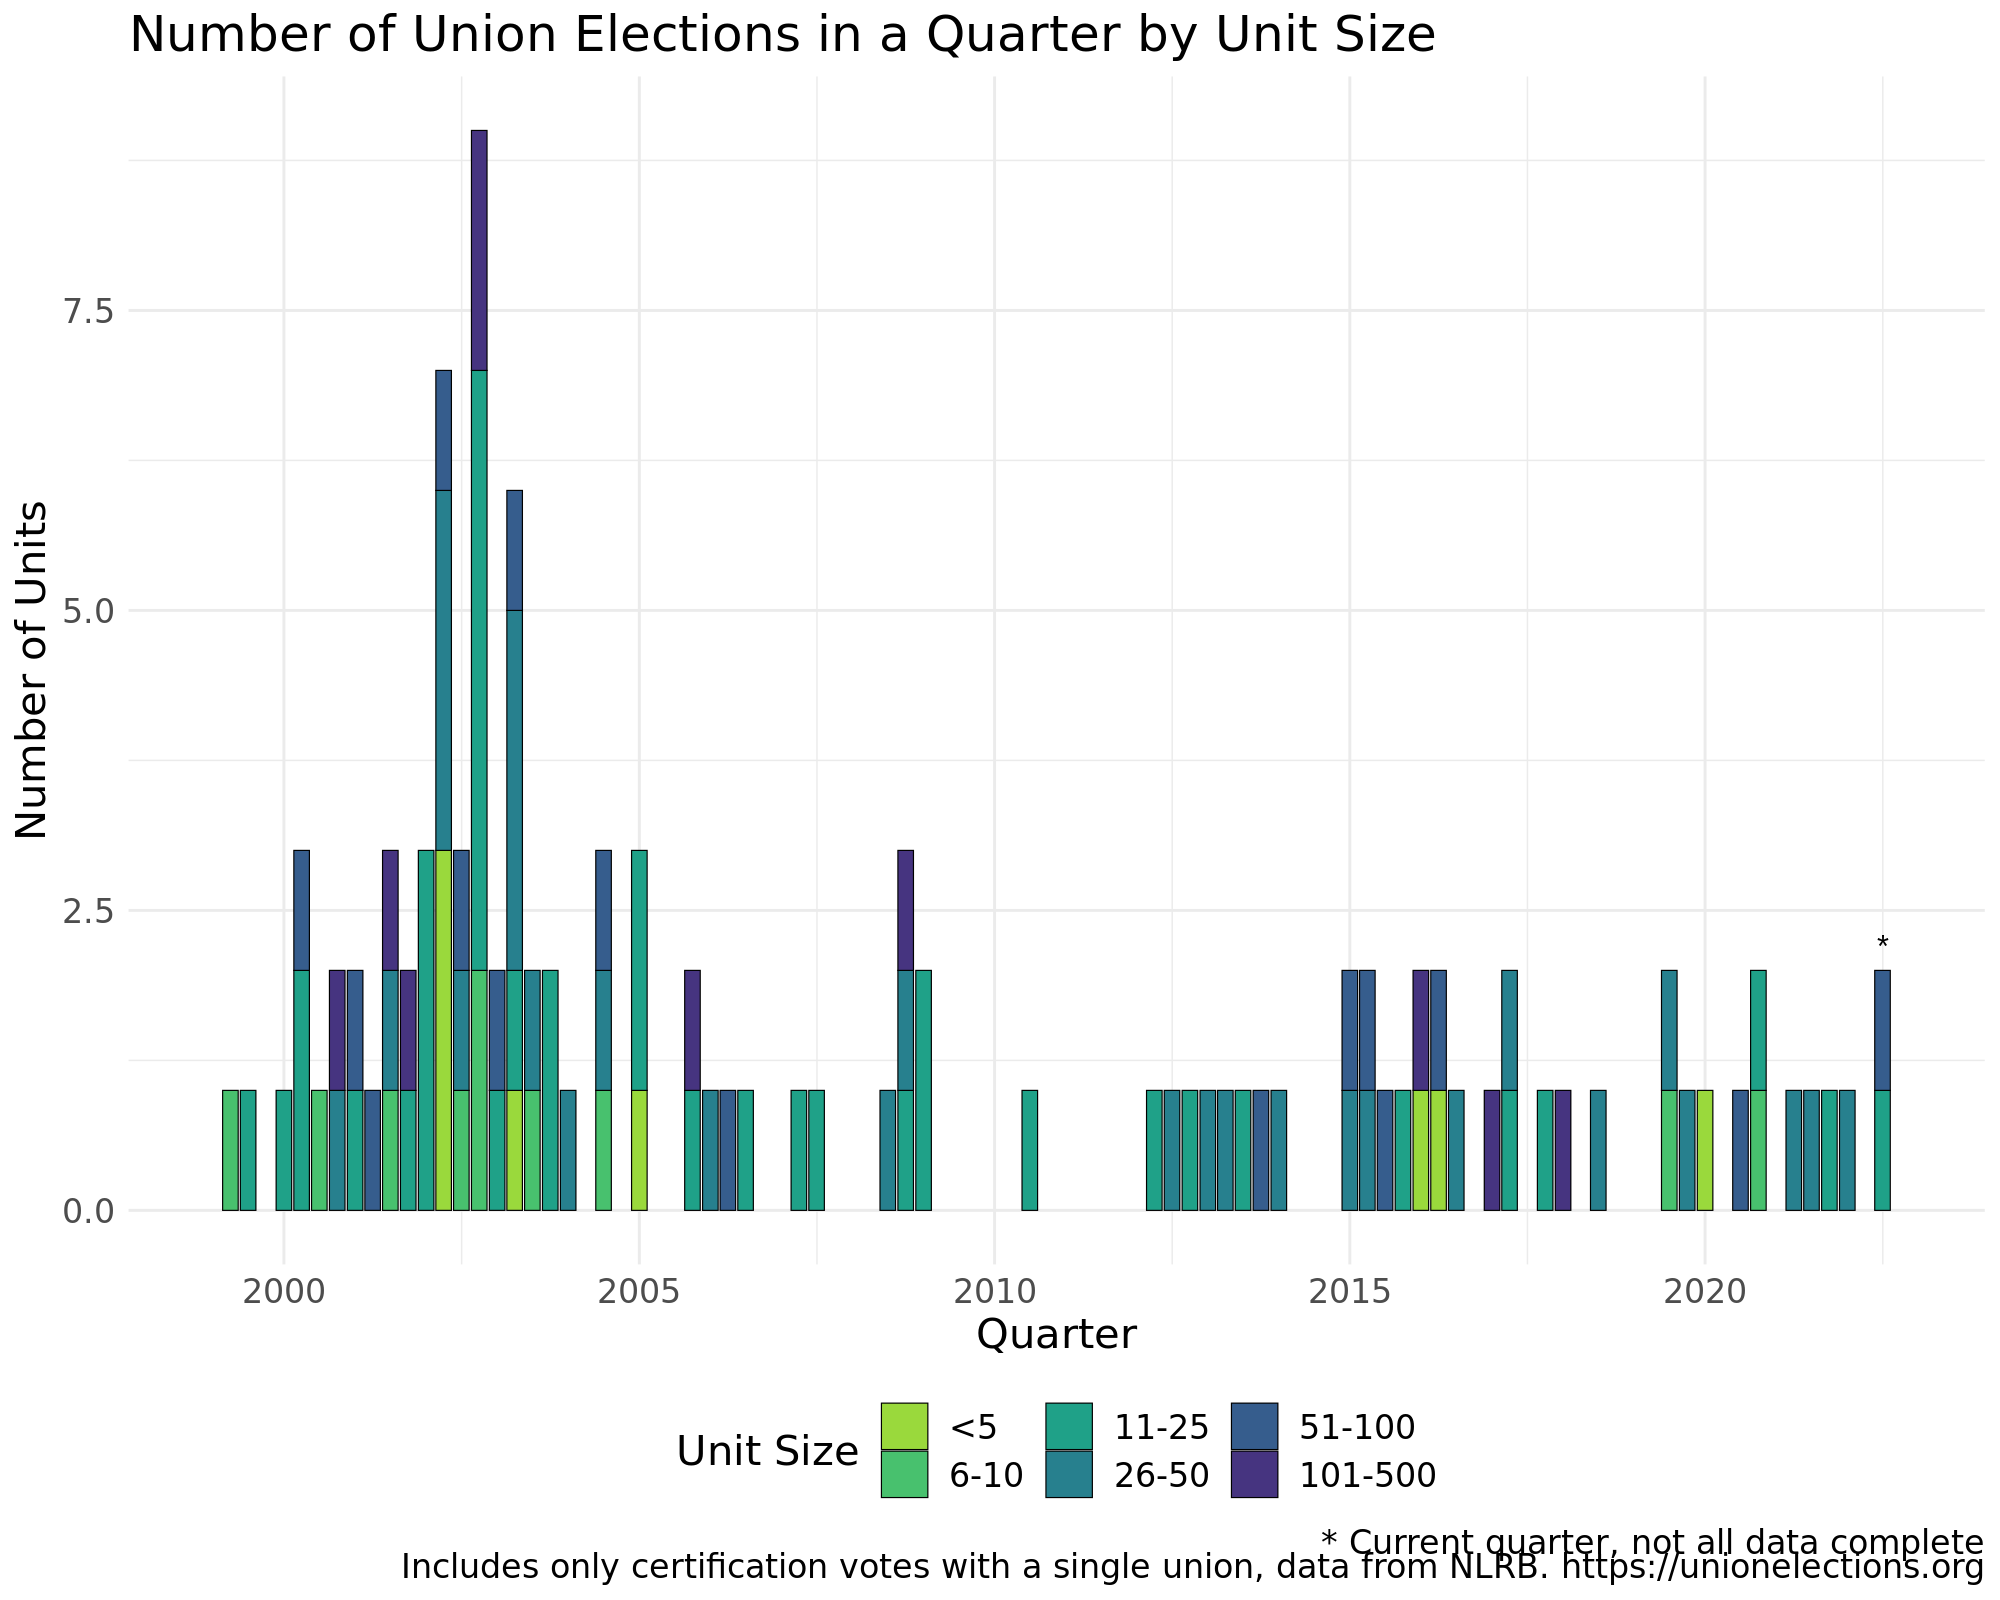 Number of Union Elections in a Quarter by Unit Size
Number of Units
7.5
5.0
2.5
0.0
*
2000 2005 2010 2015 2020
Quarter
Unit Size
<5 11-25 51-100
6-10 26-50 101-500
* Current quarter, not all data complete
Includes only certification votes with a single union, data from NLRB. https://unionelections.org